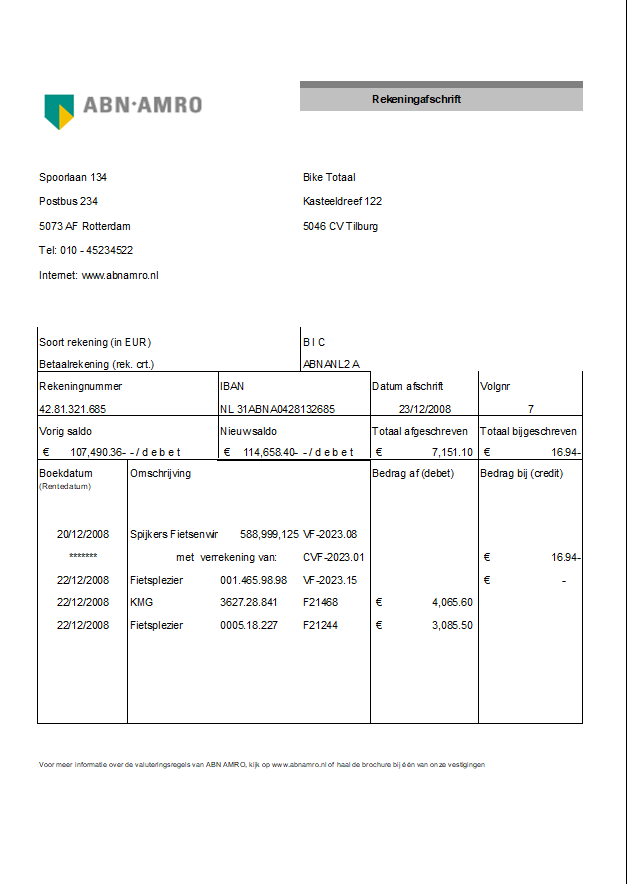 ABN·AMRO
Rekeningafschrift
Spoorlaan 134 Bike Totaal
Postbus 234 Kasteeldreef 122
5073 AF Rotterdam 5046 CV Tilburg
Tel: 010 - 45234522
Internet: www.abnamro.nl
Soort rekening (in EUR) B I C
Betaalrekening (rek. crt.) ABNANL2 A
Rekeningnummer IBAN Datum afschrift Volgnr
42.81.321.685 NL 31ABNA0428132685 23/12/2008 7
Vorig saldo Nieuwsaldo Totaal afgeschreven Totaal bijgeschreven
€ 107,490.36- - / d e b e t € 114,658.40- - / d e b e t € 7,151.10 € 16.94-
Boekdatum Omschrijving Bedrag af (debet) Bedrag bij (credit)
(Rentedatum)
20/12/2008 Spijkers Fietsenwir 588,999,125 VF-2023.08
******* met verrekening van: CVF-2023.01 € 16.94-
22/12/2008 Fietsplezier 001.465.98.98 VF-2023.15 € -
22/12/2008 KMG 3627.28.841 F21468 € 4,065.60
22/12/2008 Fietsplezier 0005.18.227 F21244 € 3,085.50
Voor meer informatie over de valuteringsregels van ABN AMRO, kijk op www.abnamro.nl of haal de brochure bij één van onze vestigingen